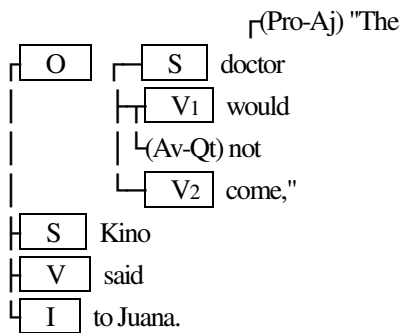 (Pro-Aj) "The
O S doctor
V1 would
(Av-Qt) not
V2 come,"
S Kino
V said
I to Juana.